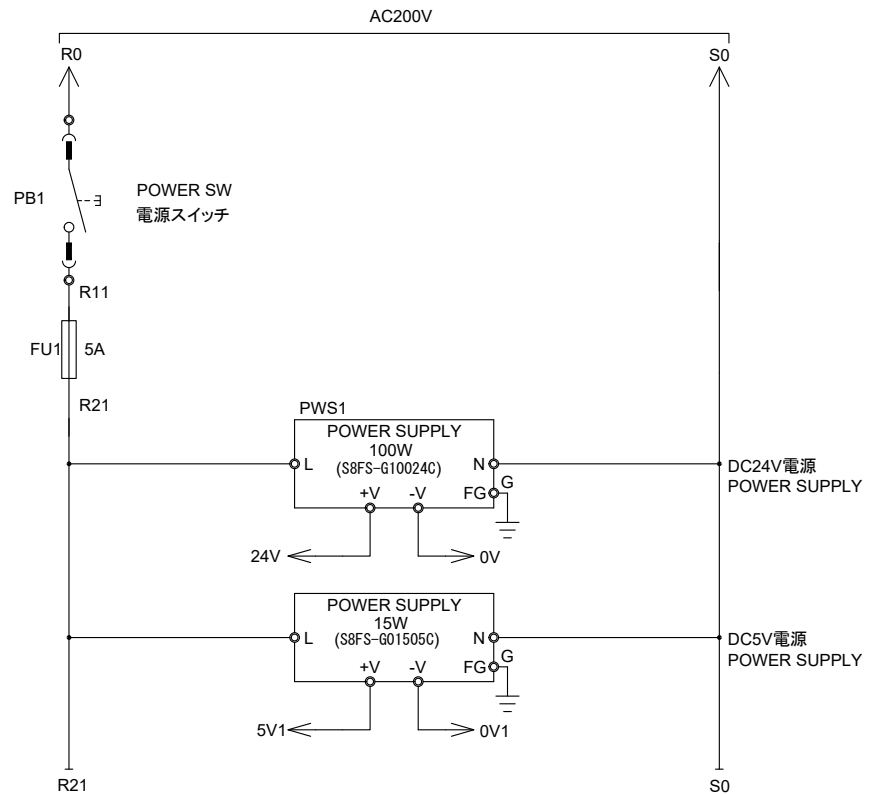 AC200V
R0
S0
PB1
POWER SW
電源スイッチ
R11
FU1
5A
R21
PWS1
POWER SUPPLY
100W
(S8FS-G10024C)
L
N
+V
-V
FG
G
DC24V電源
POWER SUPPLY
24V
0V
POWER SUPPLY
15W
(S8FS-G01505C)
L
N
+V
-V
FG
G
DC5V電源
POWER SUPPLY
5V1
0V1
R21
S0